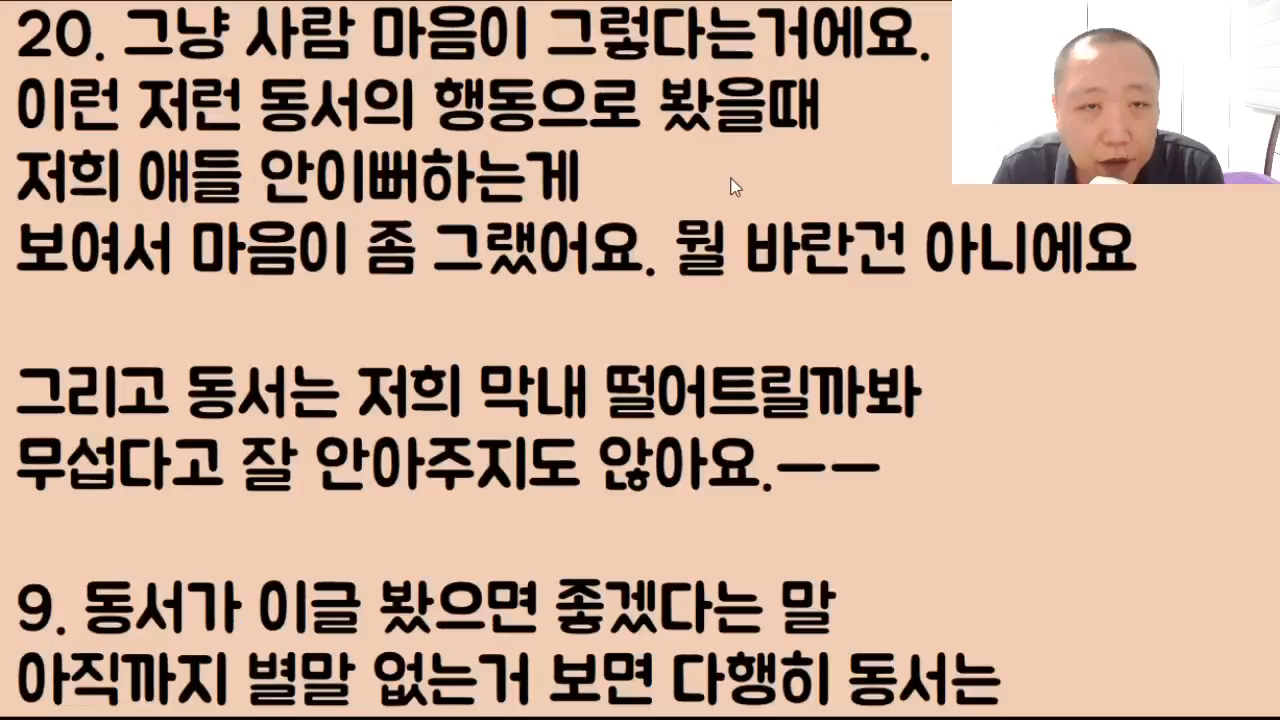 20. 그냥 사람 마음이 그렇다는거에요.
이런 저런 동서의 행동으로 봤을때
저희 애들 안이뻐하는게
보여서 마음이 좀 그랬어요. 뭘 바란건 아니에요
그리고 동서는 저희 막내 떨어트릴까봐
무섭다고 잘 안아주지도 않아요.ㅡㅡ
9. 동서가 이글 봤으면 좋겠다는 말
아직까지 별말 없는거 보면 다행히 동서는